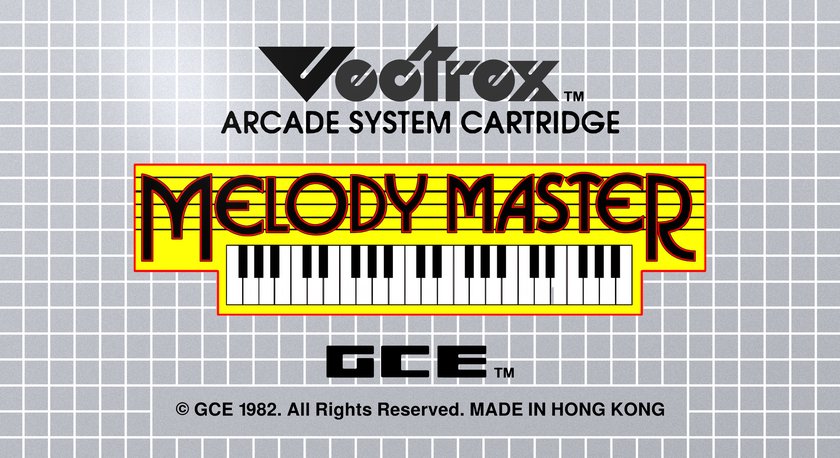 Vectrex™
ARCADE SYSTEM CARTRIDGE
MELODY MASTER
GCE™
© GCE 1982. All Rights Reserved. MADE IN HONG KONG